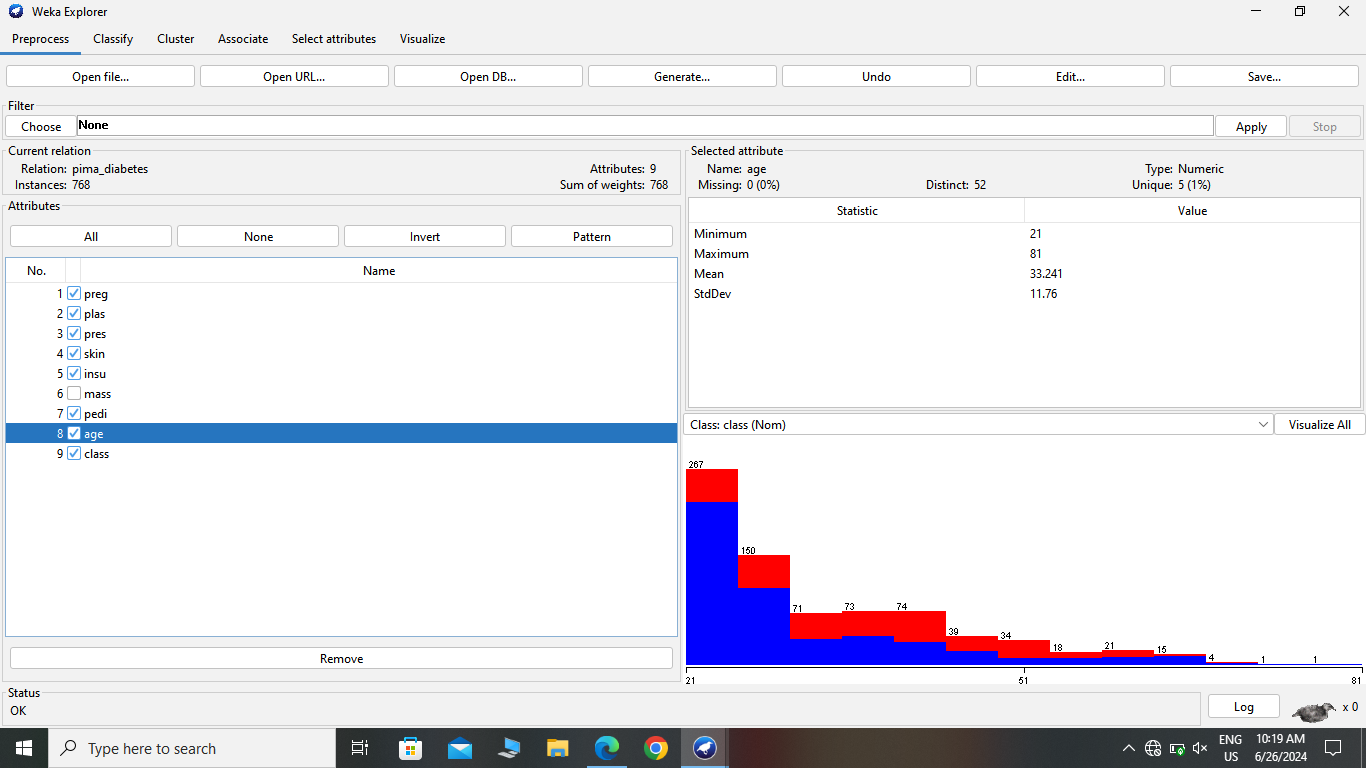 Weka Explorer
Preprocess Classify Cluster Associate Select attributes Visualize
Open file... Open URL... Open DB... Generate... Undo Edit... Save...
Filter
Choose None Apply Stop
Current relation
Relation: pima_diabetes Attributes: 9
Instances: 768 Sum of weights: 768
Attributes
All None Invert Pattern
No. Name
1 preg
2 plas
3 pres
4 skin
5 insu
6 mass
7 pedi
8 age
9 class
Remove
Selected attribute
Name: age Type: Numeric
Missing: 0 (0%) Distinct: 52 Unique: 5 (1%)
Statistic Value
Minimum 21
Maximum 81
Mean 33.241
StdDev 11.76
Class: class (Nom) Visualize All
267
150
71 73 74
39 34 18 21 15 4 1 1
21 51 81
Status
OK
Log x 0
Type here to search
ENG 10:19 AM
US 6/26/2024